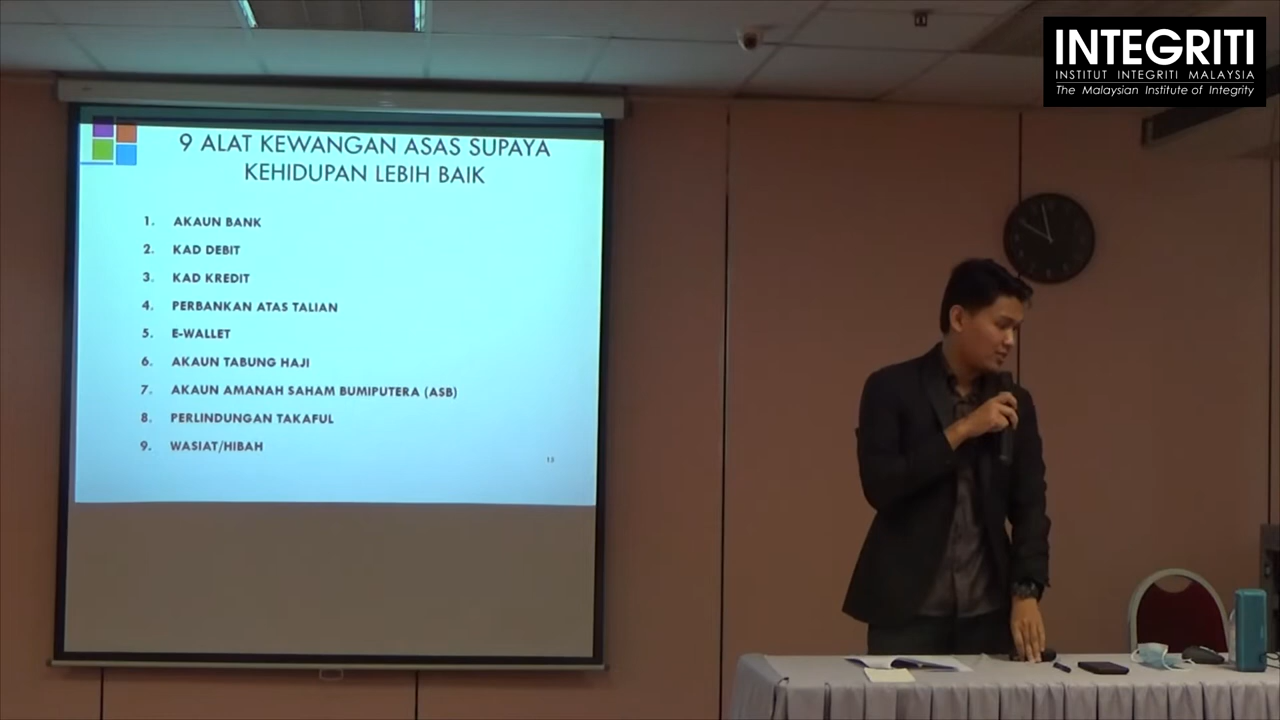 INTEGRITI
INSTITUT INTEGRITI MALAYSIA
The Malaysian Institute of Integrity
9 ALAT KEWANGAN ASAS SUPAYA
KEHIDUPAN LEBIH BAIK
1. AKAUN BANK
2. KAD DEBIT
3. KAD KREDIT
4. PERBANKAN ATAS TALIAN
5. E-WALLET
6. AKAUN TABUNG HAJI
7. AKAUN AMANAH SAHAM BUMIPUTERA (ASB)
8. PERLINDUNGAN TAKAFUL
9. WASIAT/HIBAH